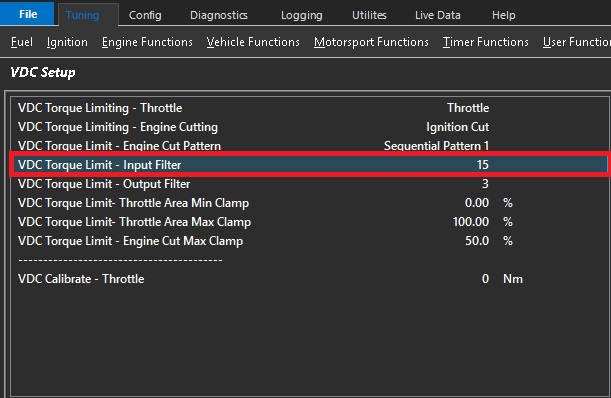 File Tuning Config Diagnostics Logging Utilites Live Data Help
Fuel Ignition Engine Functions Vehicle Functions Motorsport Functions Timer Functions User Function
VDC Setup
VDC Torque Limiting - Throttle Throttle
VDC Torque Limiting - Engine Cutting Ignition Cut
VDC Torque Limit - Engine Cut Pattern Sequential Pattern 1
VDC Torque Limit - Input Filter 15
VDC Torque Limit - Output Filter 3
VDC Torque Limit- Throttle Area Min Clamp 0.00 %
VDC Torque Limit- Throttle Area Max Clamp 100.00 %
VDC Torque Limit - Engine Cut Max Clamp 50.0 %
-----------------------------------------
VDC Calibrate - Throttle 0 Nm